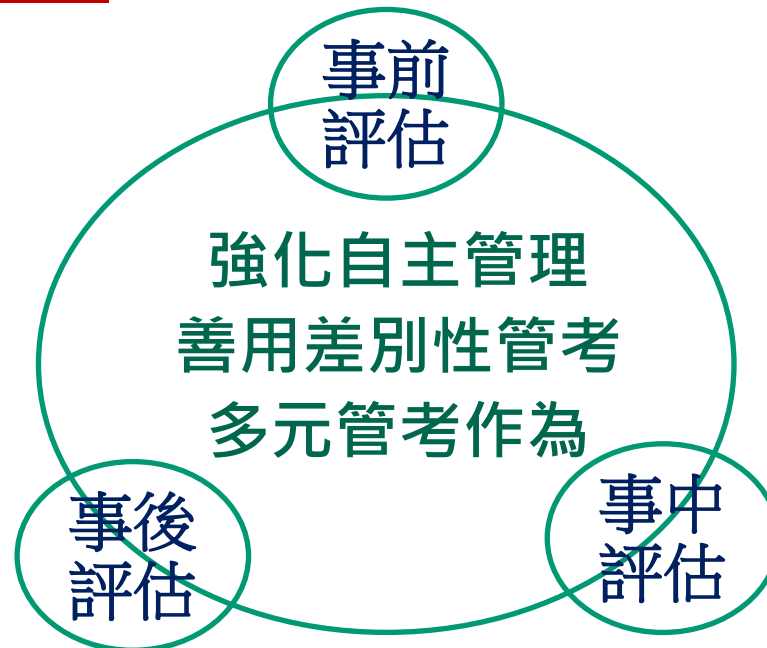 事前
評估
強化自主管理
善用差別性管考
多元管考作為
事後
評估
事中
評估